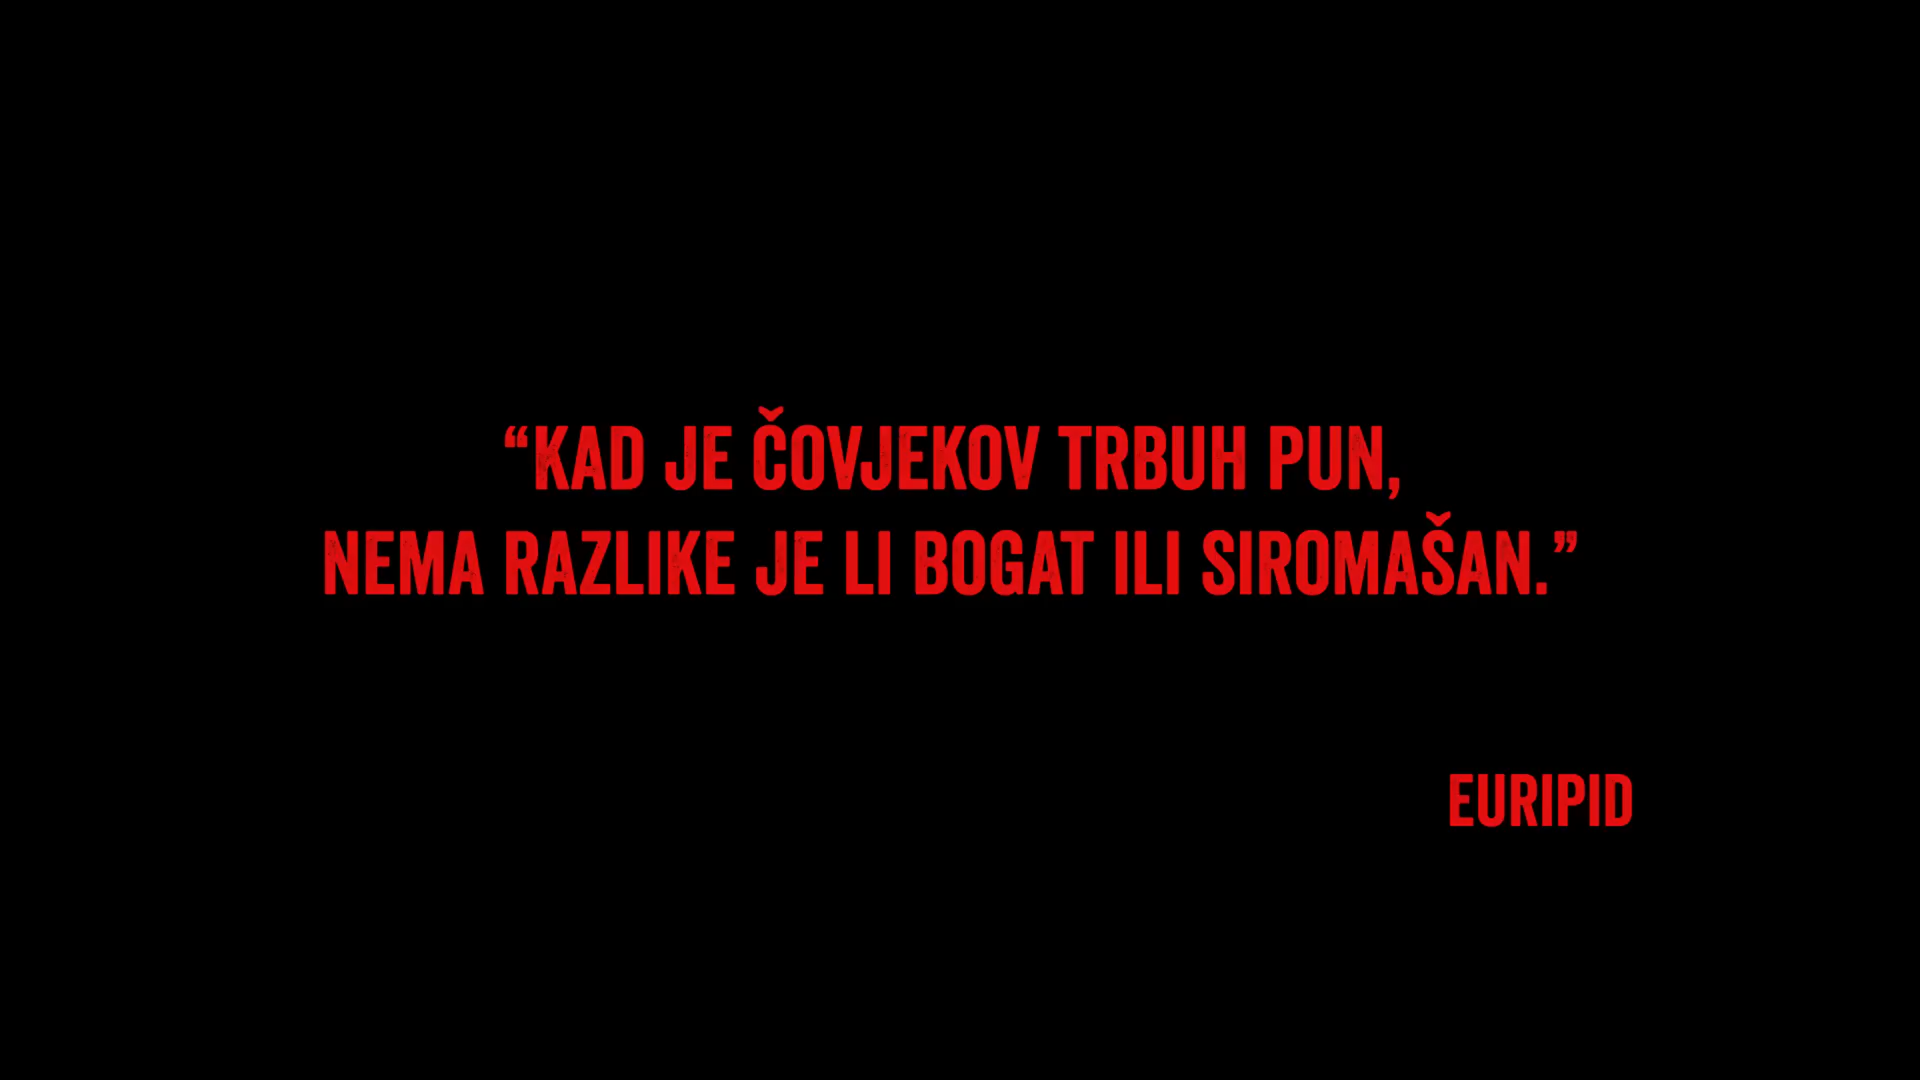 “KAD JE ČOVJEKOV TRBUH PUN,
NEMA RAZLIKE JE LI BOGAT ILI SIROMAŠAN.”
EURIPID